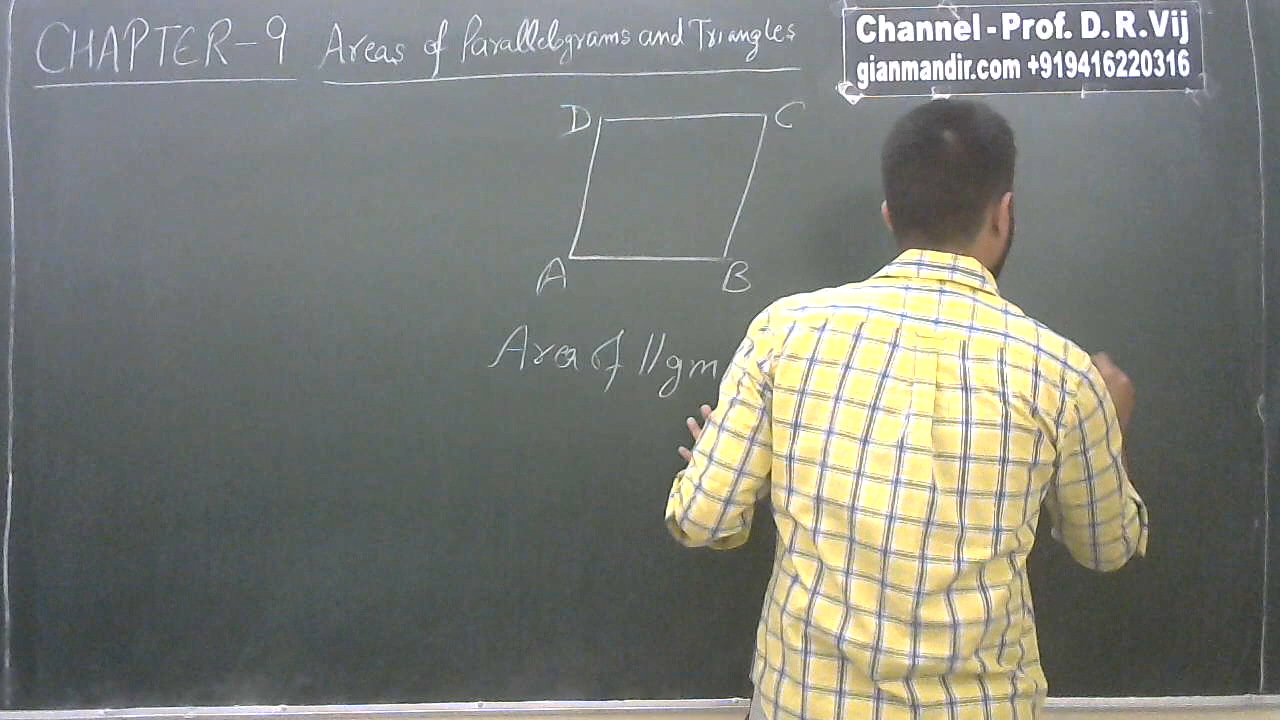 CHAPTER-9 Areas of Parallelograms and Triangles
Channel - Prof. D. R. Vij
gianmandir.com +919416220316
D C
A B
Area of ||gm